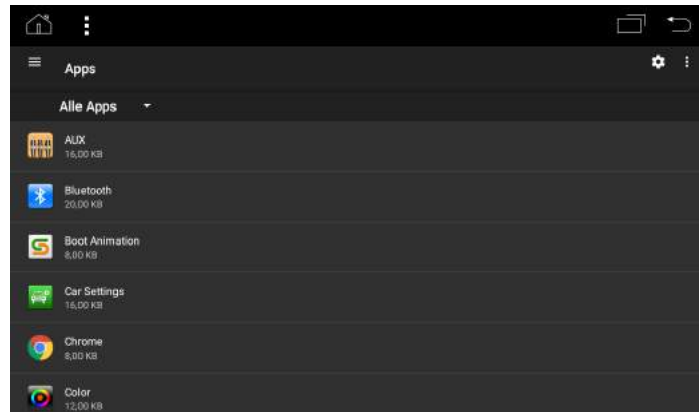 Apps
Alle Apps
AUX
16,00 KB
Bluetooth
20,00 KB
Boot Animation
8,00 KB
Car Settings
16,00 KB
Chrome
8,00 KB
Color
12,00 KB